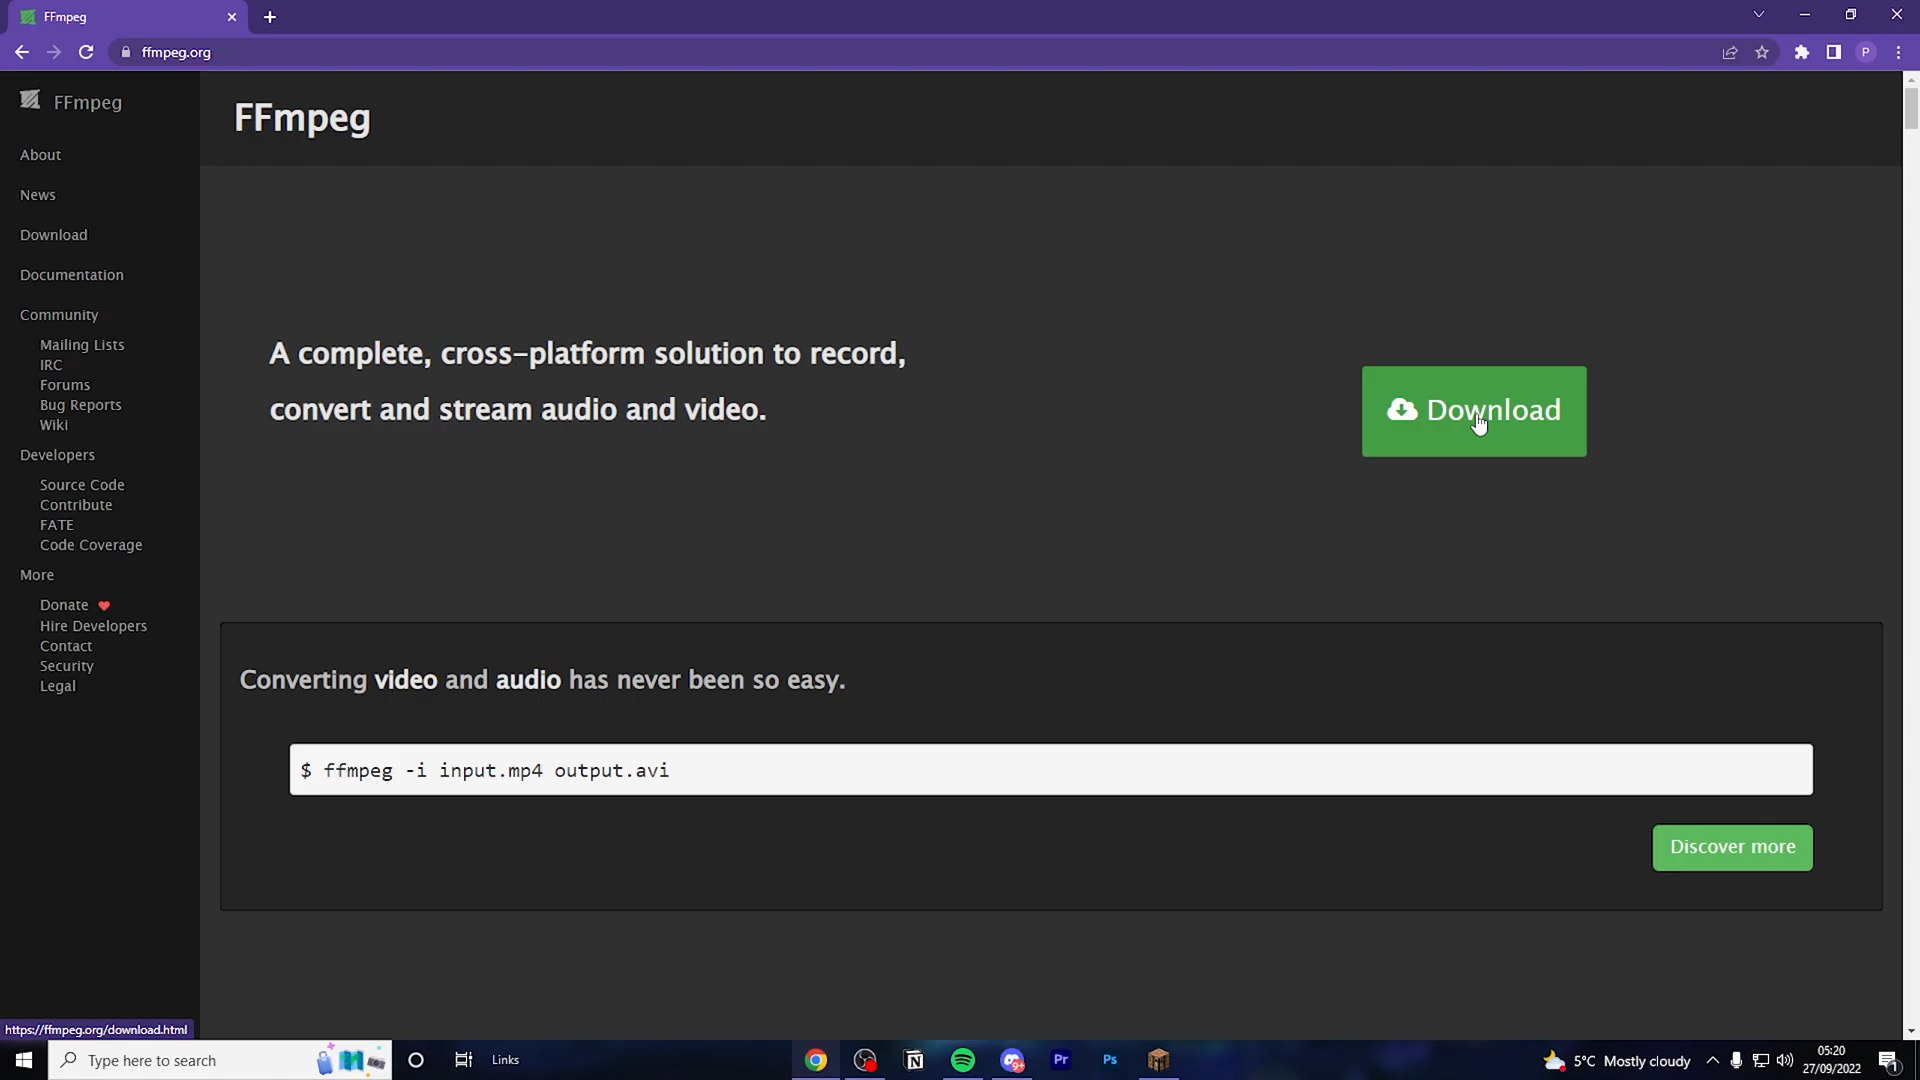 FFmpeg
ffmpeg.org
P
FFmpeg
About
News
Download
Documentation
Community
Mailing Lists
IRC
Forums
Bug Reports
Wiki
Developers
Source Code
Contribute
FATE
Code Coverage
More
Donate
Hire Developers
Contact
Security
Legal
FFmpeg
A complete, cross-platform solution to record,
convert and stream audio and video.
Download
Converting video and audio has never been so easy.
$ ffmpeg -i input.mp4 output.avi
Discover more
https://ffmpeg.org/download.html
Type here to search
Links
N
9+
Pr
Ps
5°C Mostly cloudy
05:20
27/09/2022
1